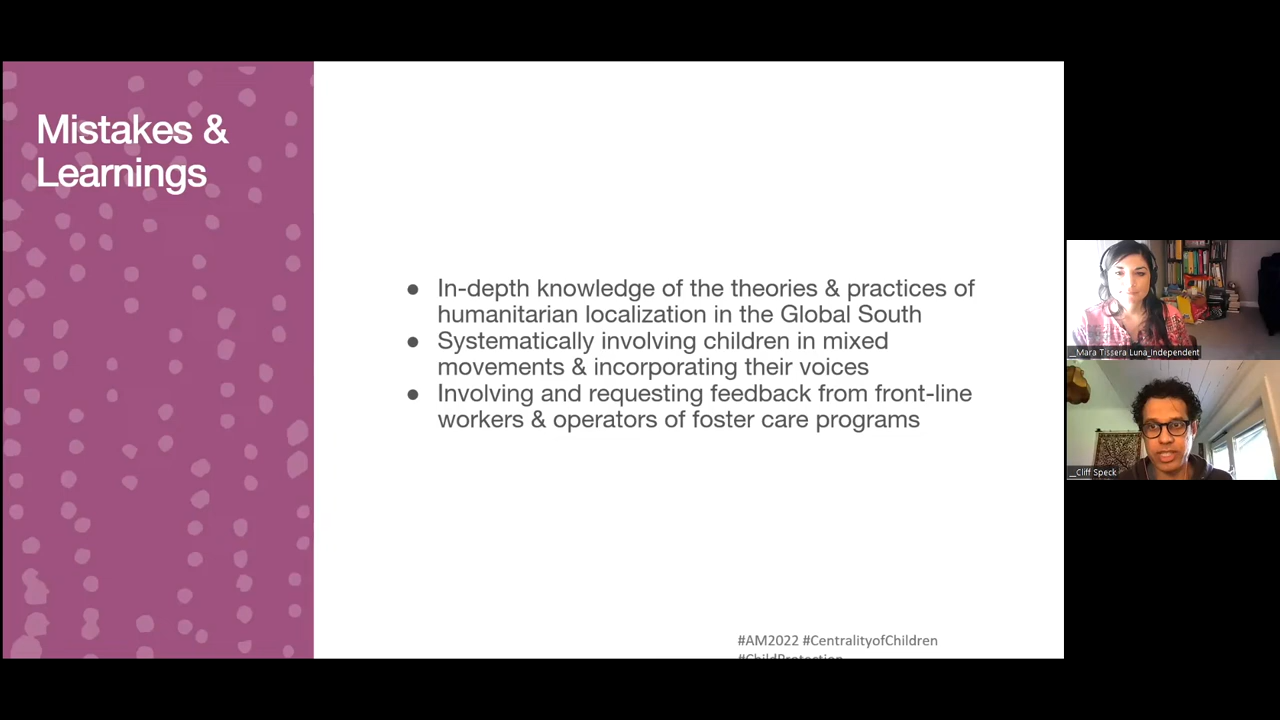 Mistakes &
Learnings
● In-depth knowledge of the theories & practices of
humanitarian localization in the Global South
● Systematically involving children in mixed
movements & incorporating their voices
● Involving and requesting feedback from front-line
workers & operators of foster care programs
#AM2022 #CentralityofChildren
#ChildProtection
__Mara Tissera Luna_Independent
__Cliff Speck